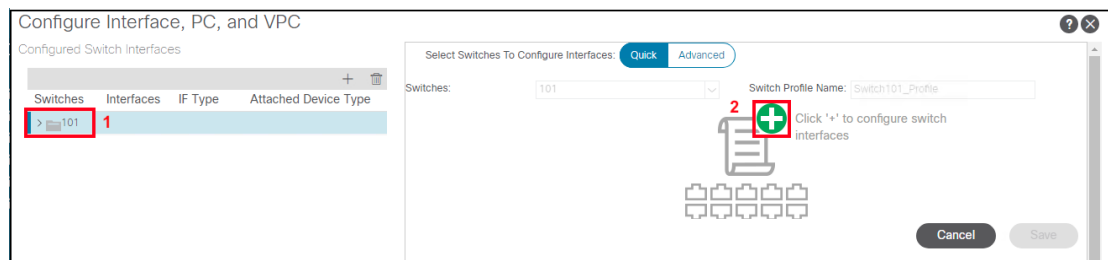 Configure Interface, PC, and VPC
Configured Switch Interfaces
Switches Interfaces IF Type Attached Device Type
101 1
Select Switches To Configure Interfaces: Quick Advanced
Switches: 101 Switch Profile Name: Switch101_Profile
2
Click '+' to configure switch
interfaces
Cancel Save